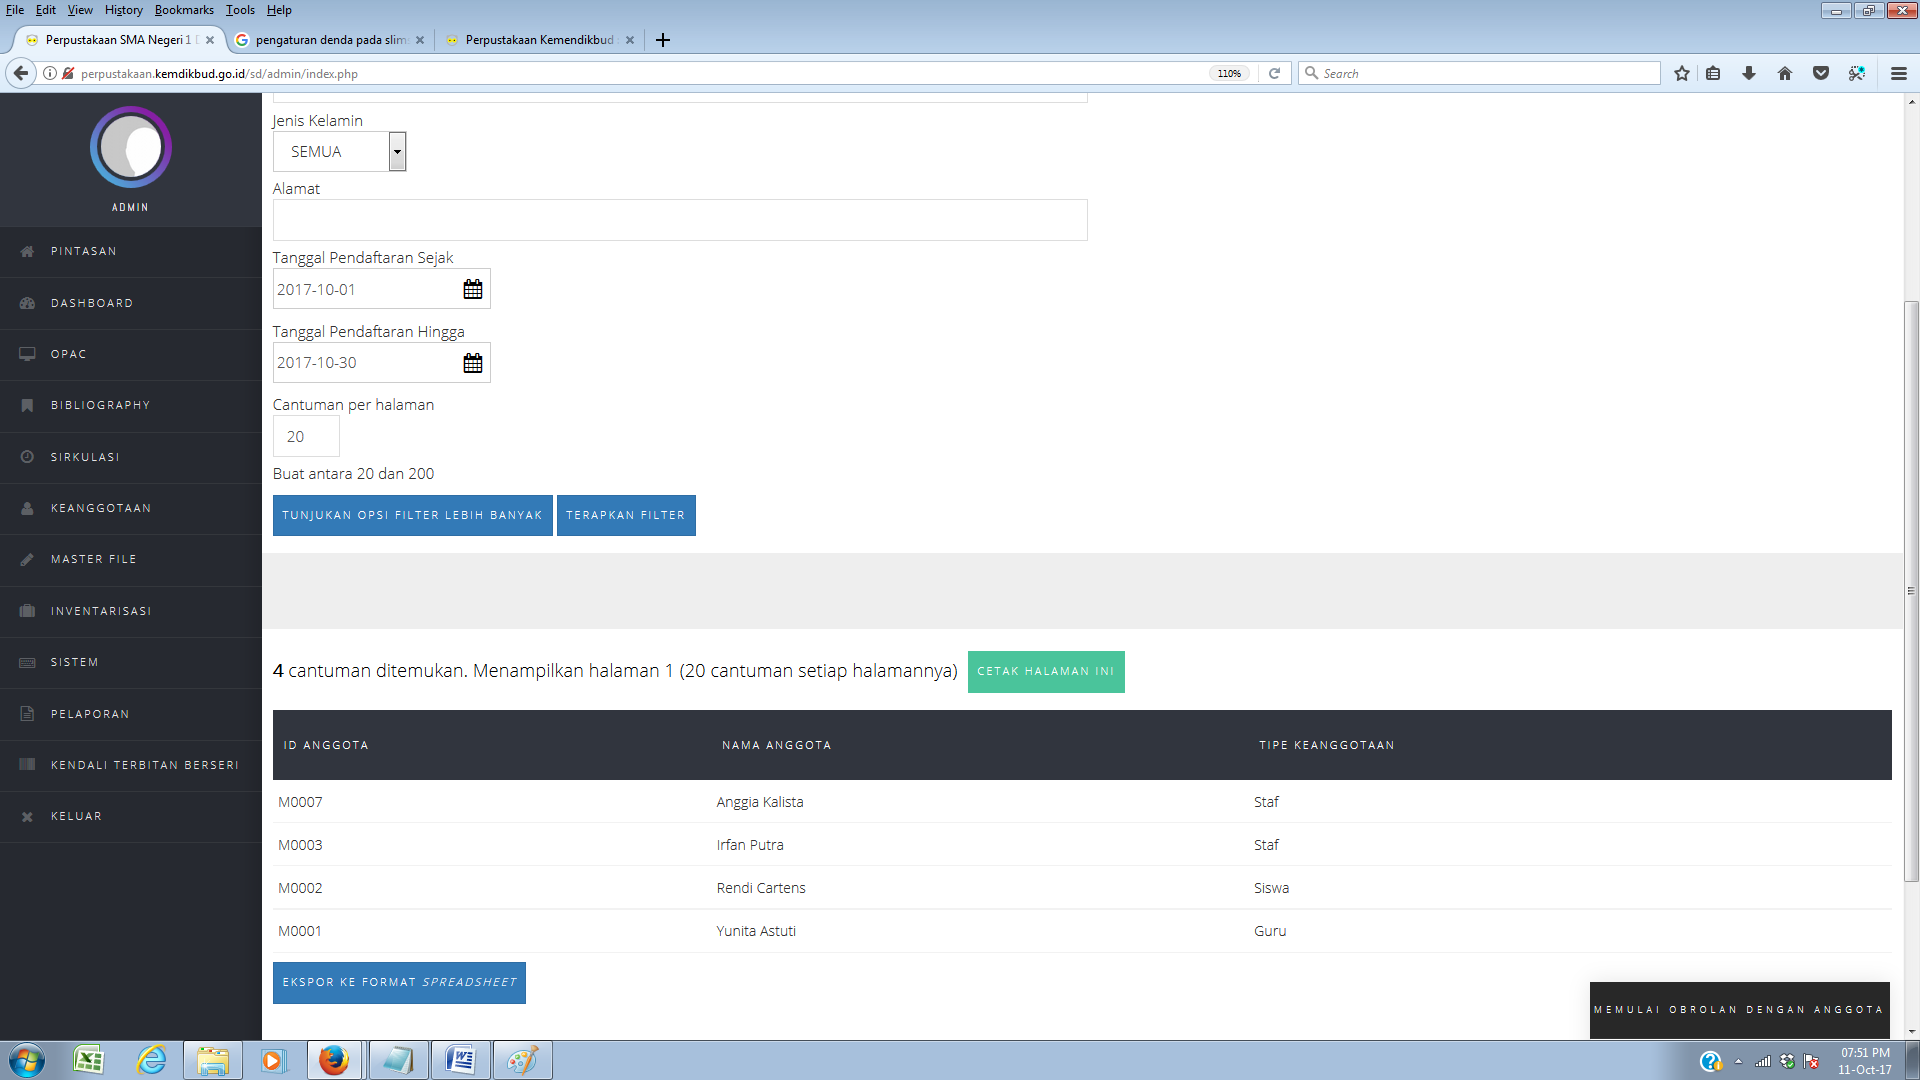 File Edit View History Bookmarks Tools Help
Perpustakaan SMA Negeri 1
pengaturan denda pada slim
Perpustakaan Kemendikbud
perpustakaan.kemdikbud.go.id/sd/admin/index.php
110%
Search
ADMIN
PINTASAN
DASHBOARD
OPAC
BIBLIOGRAPHY
SIRKULASI
KEANGGOTAAN
MASTER FILE
INVENTARISASI
SISTEM
PELAPORAN
KENDALI TERBITAN BERSERI
KELUAR
Jenis Kelamin
SEMUA
Alamat
Tanggal Pendaftaran Sejak
2017-10-01
Tanggal Pendaftaran Hingga
2017-10-30
Cantuman per halaman
20
Buat antara 20 dan 200
TUNJUKAN OPSI FILTER LEBIH BANYAK TERAPKAN FILTER
4 cantuman ditemukan. Menampilkan halaman 1 (20 cantuman setiap halamannya) CETAK HALAMAN INI
ID ANGGOTA NAMA ANGGOTA TIPE KEANGGOTAAN
M0007 Anggia Kalista Staf
M0003 Irfan Putra Staf
M0002 Rendi Cartens Siswa
M0001 Yunita Astuti Guru
EKSPOR KE FORMAT SPREADSHEET
MEMULAI OBROLAN DENGAN ANGGOTA
07:51 PM
11-Oct-17